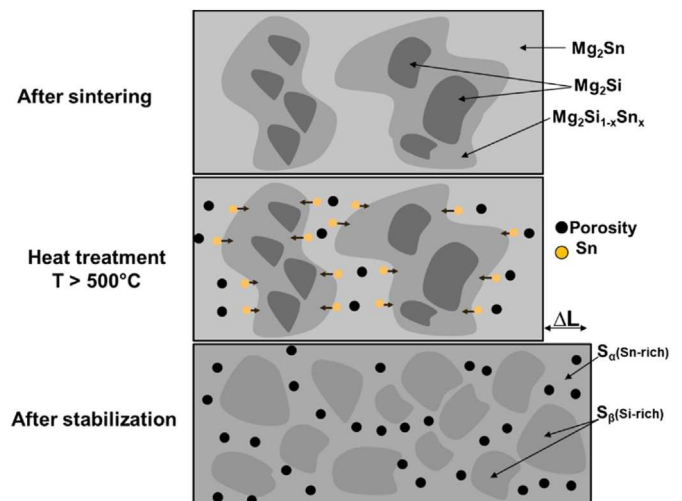 After sintering
Mg₂Sn
Mg₂Si
Mg₂Si₁₋ₓSnₓ
Heat treatment
T > 500°C
Porosity
Sn
ΔL
After stabilization
Sα(Sn-rich)
Sβ(Si-rich)